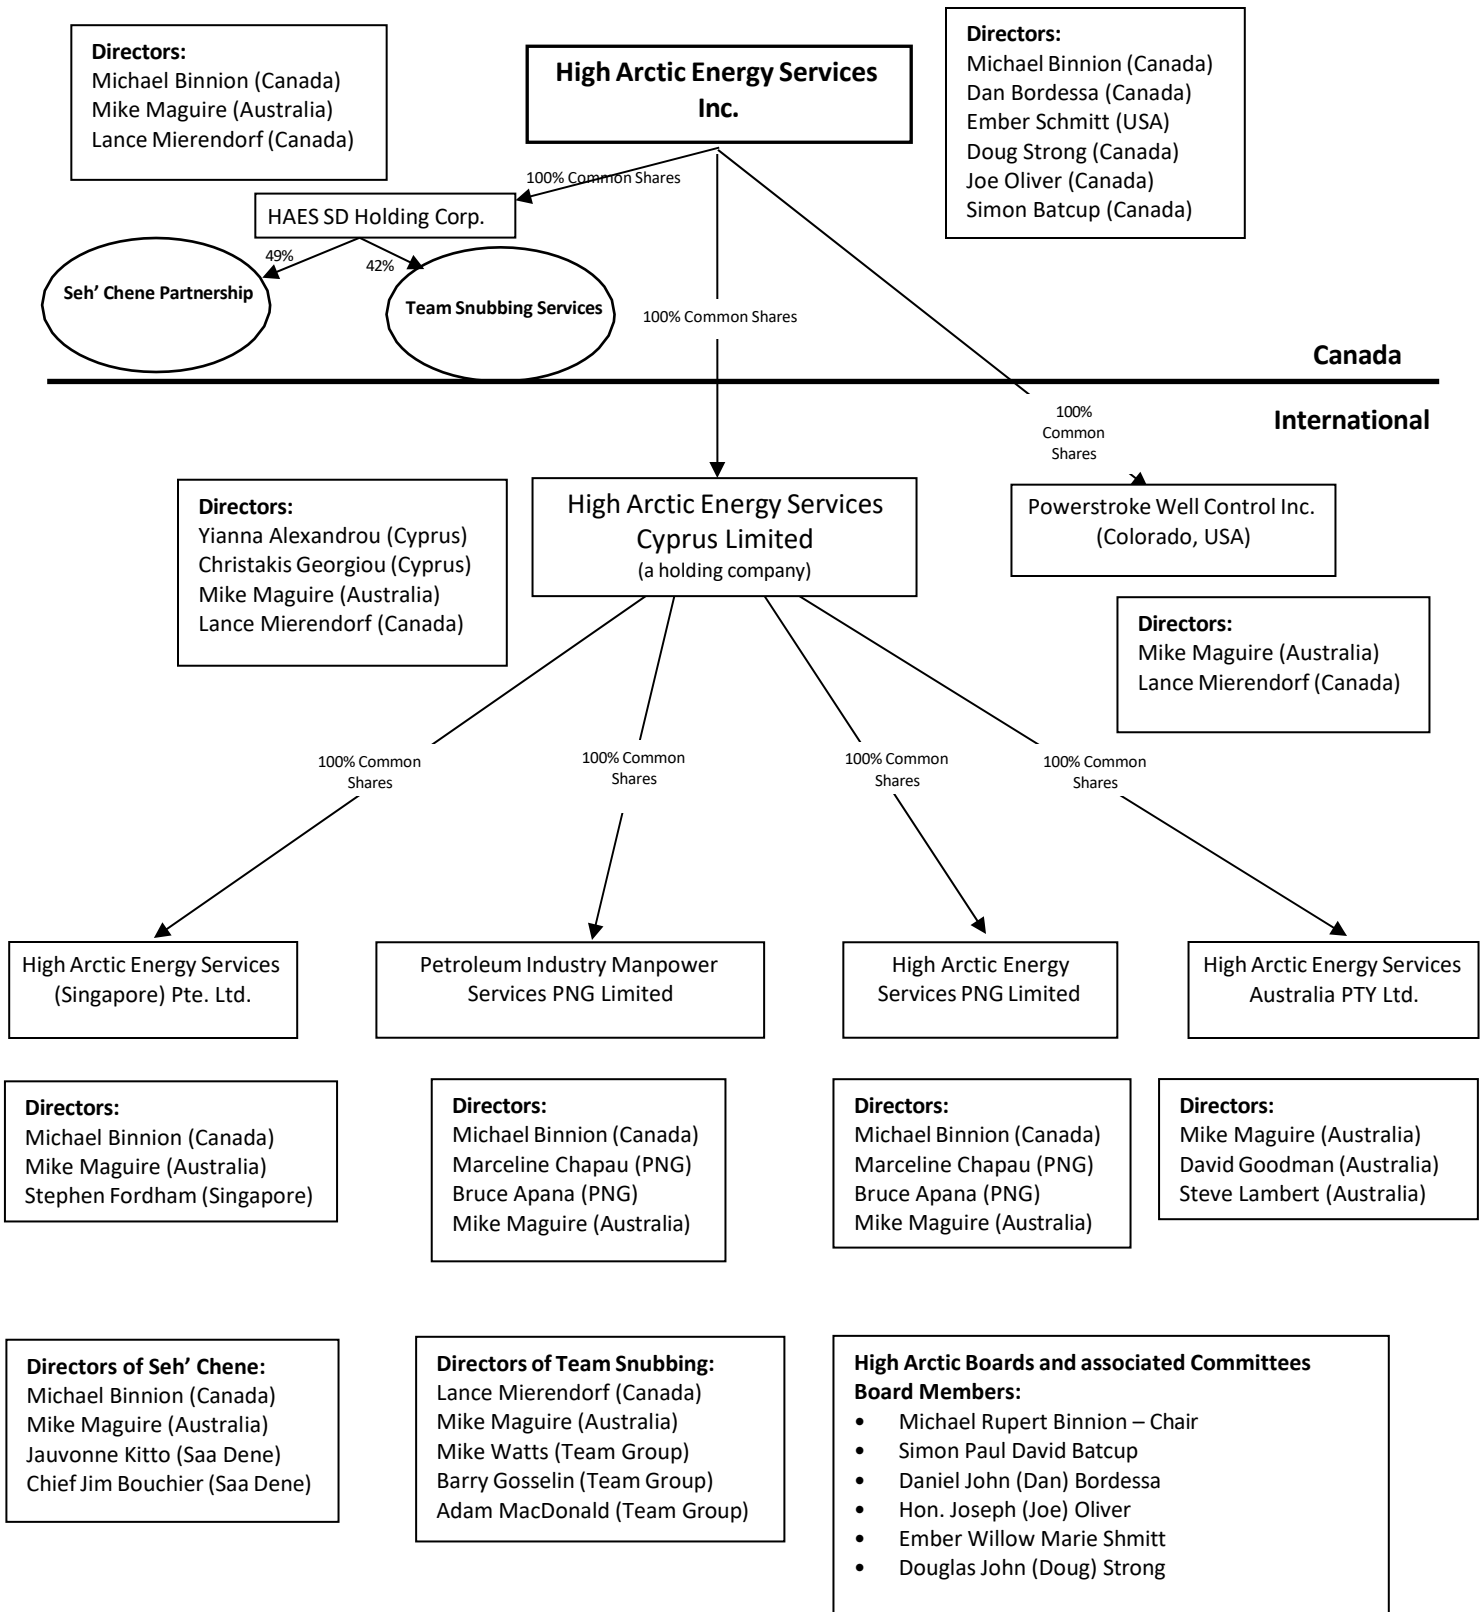 Directors:
Michael Binnion (Canada)
Mike Maguire (Australia)
Lance Mierendorf (Canada)
High Arctic Energy Services
Inc.
Directors:
Michael Binnion (Canada)
Dan Bordessa (Canada)
Ember Schmitt (USA)
Doug Strong (Canada)
Joe Oliver (Canada)
Simon Batcup (Canada)
100% Common Shares
HAES SD Holding Corp.
49%
42%
Seh’ Chene Partnership
Team Snubbing Services
100% Common Shares
Canada
International
100%
Common
Shares
Directors:
Yianna Alexandrou (Cyprus)
Christakis Georgiou (Cyprus)
Mike Maguire (Australia)
Lance Mierendorf (Canada)
High Arctic Energy Services
Cyprus Limited
(a holding company)
Powerstroke Well Control Inc.
(Colorado, USA)
Directors:
Mike Maguire (Australia)
Lance Mierendorf (Canada)
100% Common
Shares
100% Common
Shares
100% Common
Shares
100% Common
Shares
High Arctic Energy Services
(Singapore) Pte. Ltd.
Petroleum Industry Manpower
Services PNG Limited
High Arctic Energy
Services PNG Limited
High Arctic Energy Services
Australia PTY Ltd.
Directors:
Michael Binnion (Canada)
Mike Maguire (Australia)
Stephen Fordham (Singapore)
Directors:
Michael Binnion (Canada)
Marceline Chapau (PNG)
Bruce Apana (PNG)
Mike Maguire (Australia)
Directors:
Michael Binnion (Canada)
Marceline Chapau (PNG)
Bruce Apana (PNG)
Mike Maguire (Australia)
Directors:
Mike Maguire (Australia)
David Goodman (Australia)
Steve Lambert (Australia)
Directors of Seh’ Chene:
Michael Binnion (Canada)
Mike Maguire (Australia)
Jauvonne Kitto (Saa Dene)
Chief Jim Bouchier (Saa Dene)
Directors of Team Snubbing:
Lance Mierendorf (Canada)
Mike Maguire (Australia)
Mike Watts (Team Group)
Barry Gosselin (Team Group)
Adam MacDonald (Team Group)
High Arctic Boards and associated Committees
Board Members:
• Michael Rupert Binnion – Chair
• Simon Paul David Batcup
• Daniel John (Dan) Bordessa
• Hon. Joseph (Joe) Oliver
• Ember Willow Marie Shmitt
• Douglas John (Doug) Strong